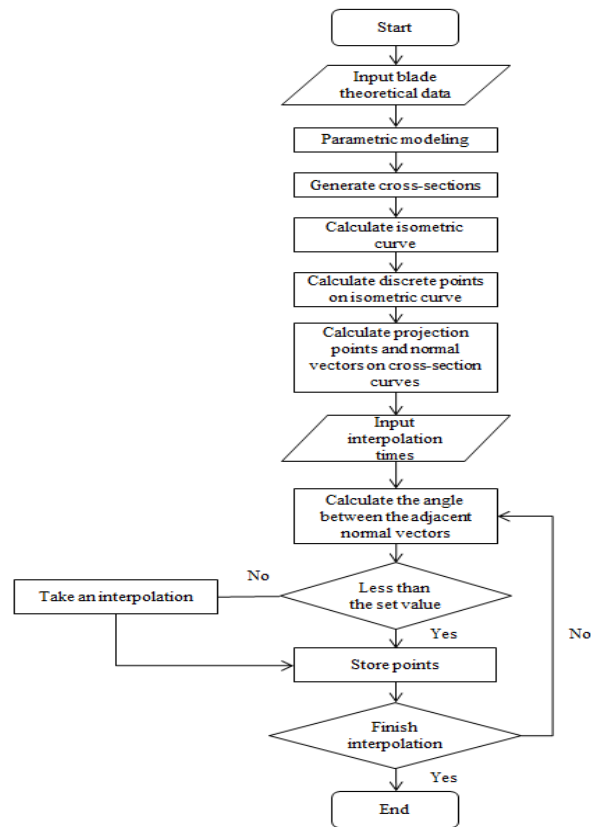 Start
Input blade
theoretical data
Parametric modeling
Generate cross-sections
Calculate isometric
curve
Calculate discrete points
on isometric curve
Calculate projection
points and normal
vectors on cross-section
curves
Input
interpolation
times
Calculate the angle
between the adjacent
normal vectors
No
Less than
the set value
Take an interpolation
Yes
No
Store points
Finish
interpolation
Yes
End